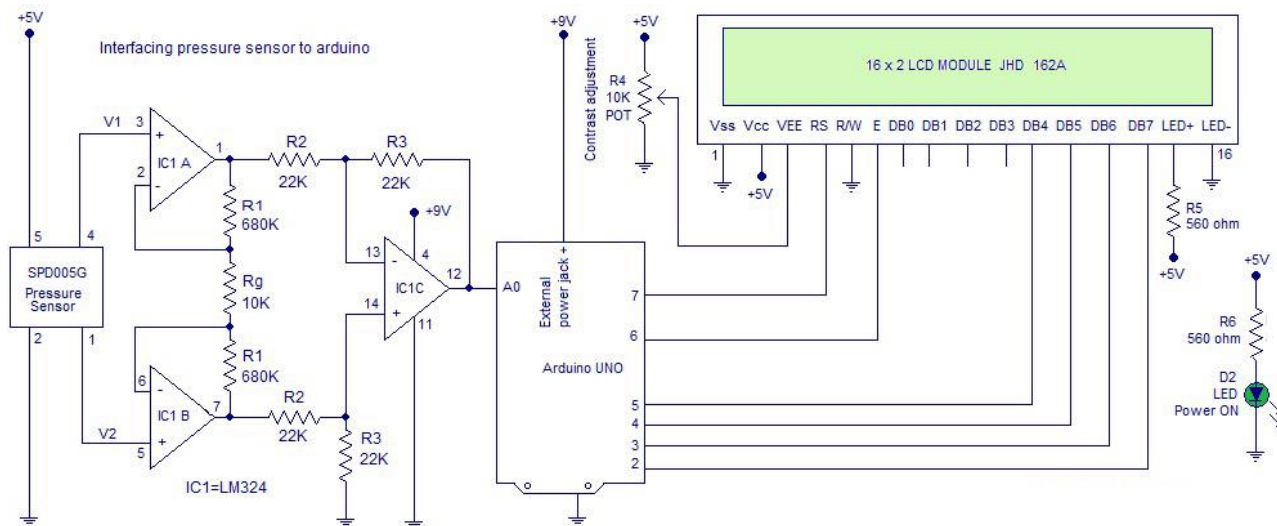 +5V
Interfacing pressure sensor to arduino
V1
3
+
1
IC1 A
2
-
R2
22K
R3
22K
R1
680K
5
4
SPD005G
Pressure
Sensor
2
1
Rg
10K
R1
680K
6
-
IC1 B
7
+
5
V2
R2
22K
R3
22K
IC1=LM324
+9V
13
-
4
12
IC1C
14
+
11
+9V
A0
External
power jack +
Arduino UNO
7
6
5
4
3
2
+5V
R4
10K
POT
Contrast adjustment
16 x 2 LCD MODULE JHD 162A
Vss Vcc VEE RS R/W E DB0 DB1 DB2 DB3 DB4 DB5 DB6 DB7 LED+ LED-
1
16
+5V
R5
560 ohm
+5V
+5V
R6
560 ohm
D2
LED
Power ON